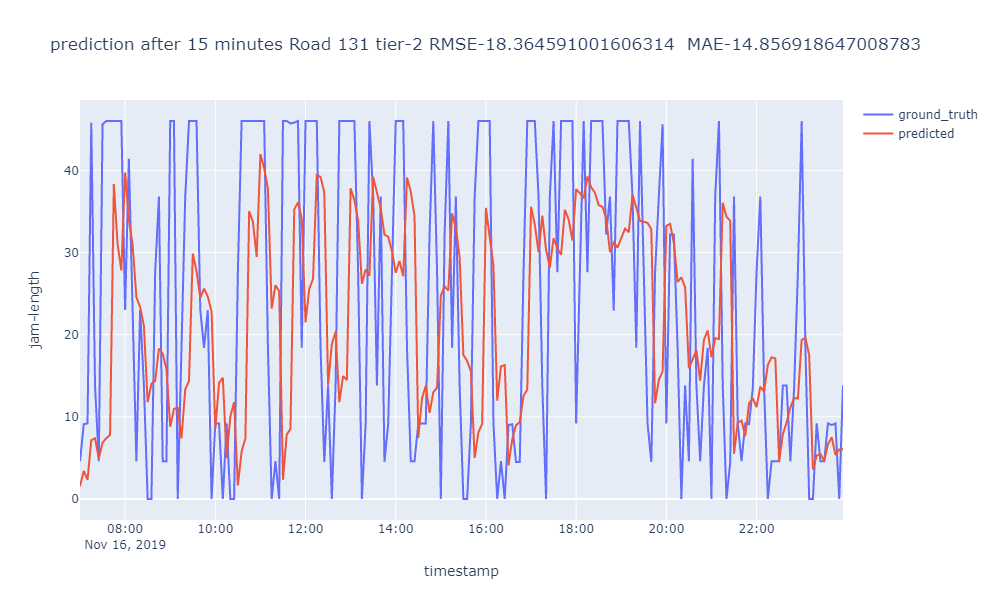 prediction after 15 minutes Road 131 tier-2 RMSE-18.364591001606314  MAE-14.856918647008783
ground_truth
predicted
40
30
20
10
0
jam-length
08:00 10:00 12:00 14:00 16:00 18:00 20:00 22:00
Nov 16, 2019
timestamp